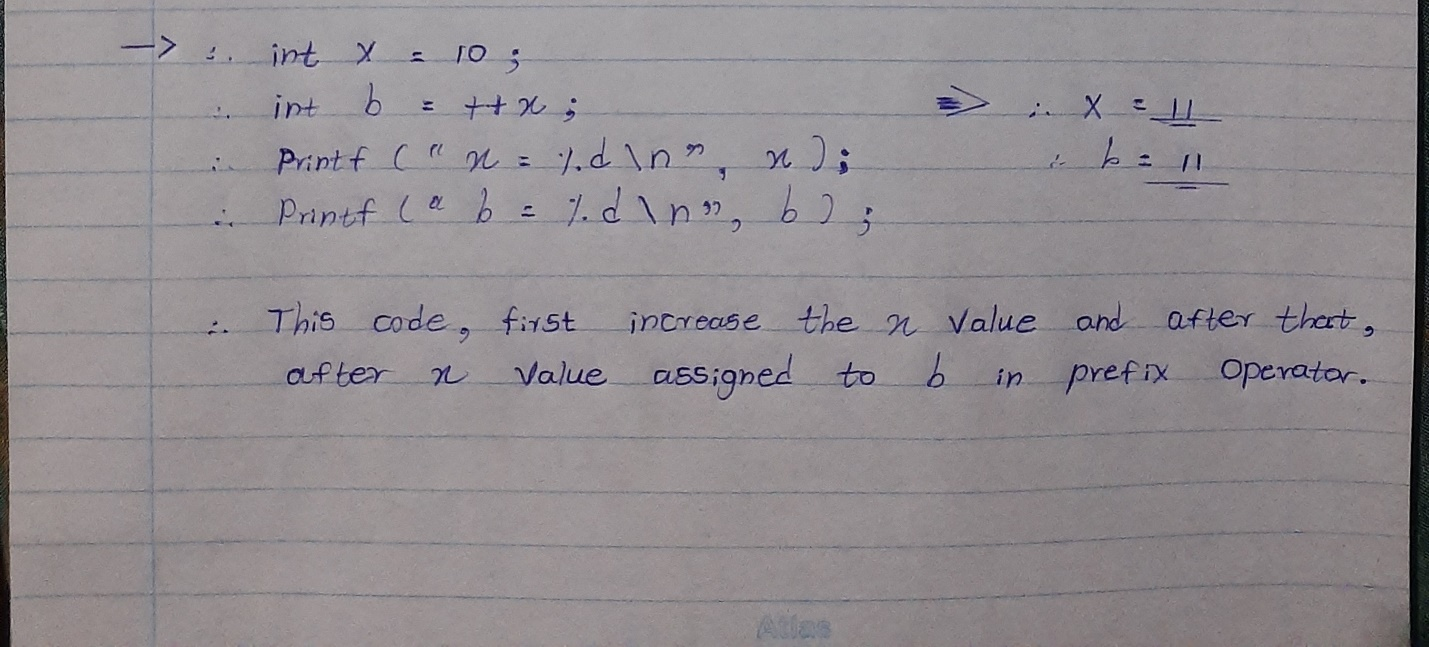 -> ∴ int x = 10 ;
∴ int b = ++x ; => ∴ x = 11
∴ Printf ( " x = %d \n ", x ) ; ∴ b = 11
∴ Printf ( " b = %d \n ", b ) ;
∴ This code, first increase the x value and after that,
after x value assigned to b in prefix operator.
Atlas